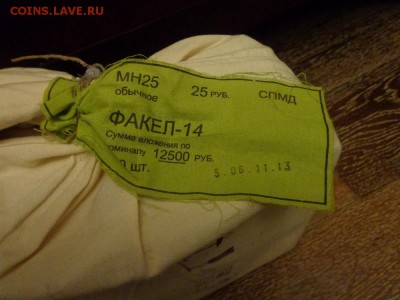 COINS.LAVE.RU
МН25 25 РУБ. СПМД
обычное
ФАКЕЛ-14
Сумма вложения по
номиналу 12500 РУБ.
0 ШТ.
5.06.11.13